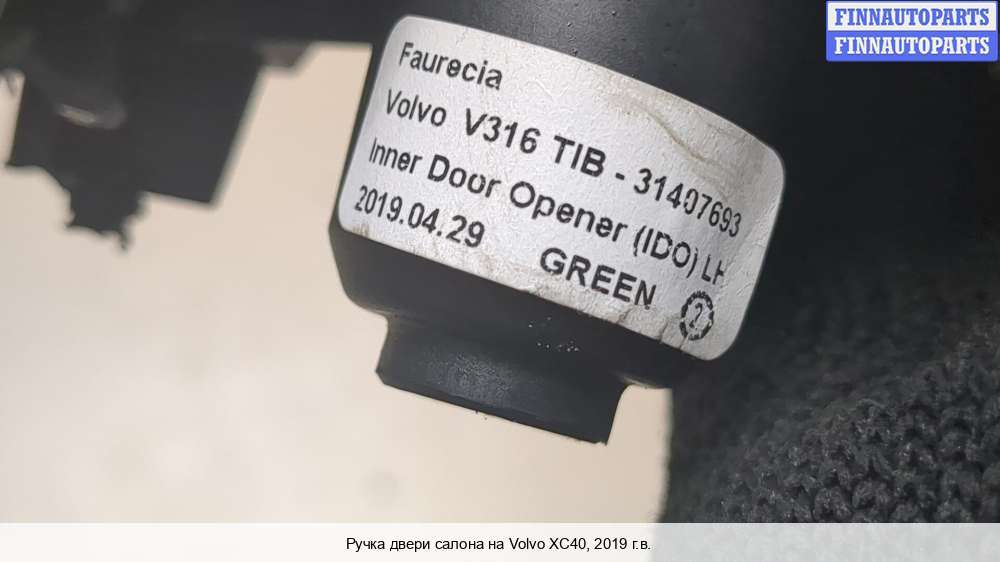 FINNAUTOPARTS
FINNAUTOPARTS
Faurecia
Volvo V316 TIB - 31407693
Inner Door Opener (IDO) LH
2019.04.29 GREEN 2
Ручка двери салона на Volvo XC40, 2019 г.в.